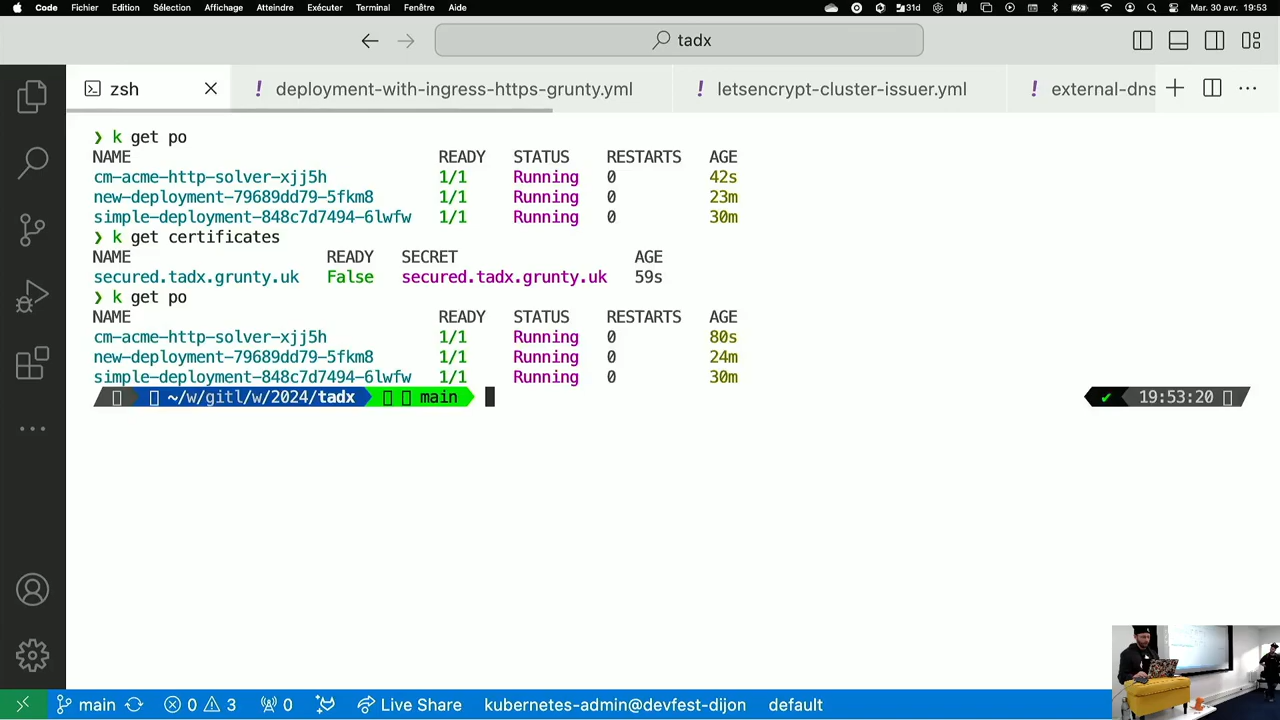 Code Fichier Edition Sélection Affichage Atteindre Exécuter Terminal Fenêtre Aide 31d Mar. 30 avr. 19:53
tadx
zsh deployment-with-ingress-https-grunty.yml letsencrypt-cluster-issuer.yml external-dns
❯ k get po
NAME READY STATUS RESTARTS AGE
cm-acme-http-solver-xjj5h 1/1 Running 0 42s
new-deployment-79689dd79-5fkm8 1/1 Running 0 23m
simple-deployment-848c7d7494-6lwfw 1/1 Running 0 30m
❯ k get certificates
NAME READY SECRET AGE
secured.tadx.grunty.uk False secured.tadx.grunty.uk 59s
❯ k get po
NAME READY STATUS RESTARTS AGE
cm-acme-http-solver-xjj5h 1/1 Running 0 80s
new-deployment-79689dd79-5fkm8 1/1 Running 0 24m
simple-deployment-848c7d7494-6lwfw 1/1 Running 0 30m
~/w/gitl/w/2024/tadx main ✔ 19:53:20
main 0 3 0 Live Share kubernetes-admin@devfest-dijon default